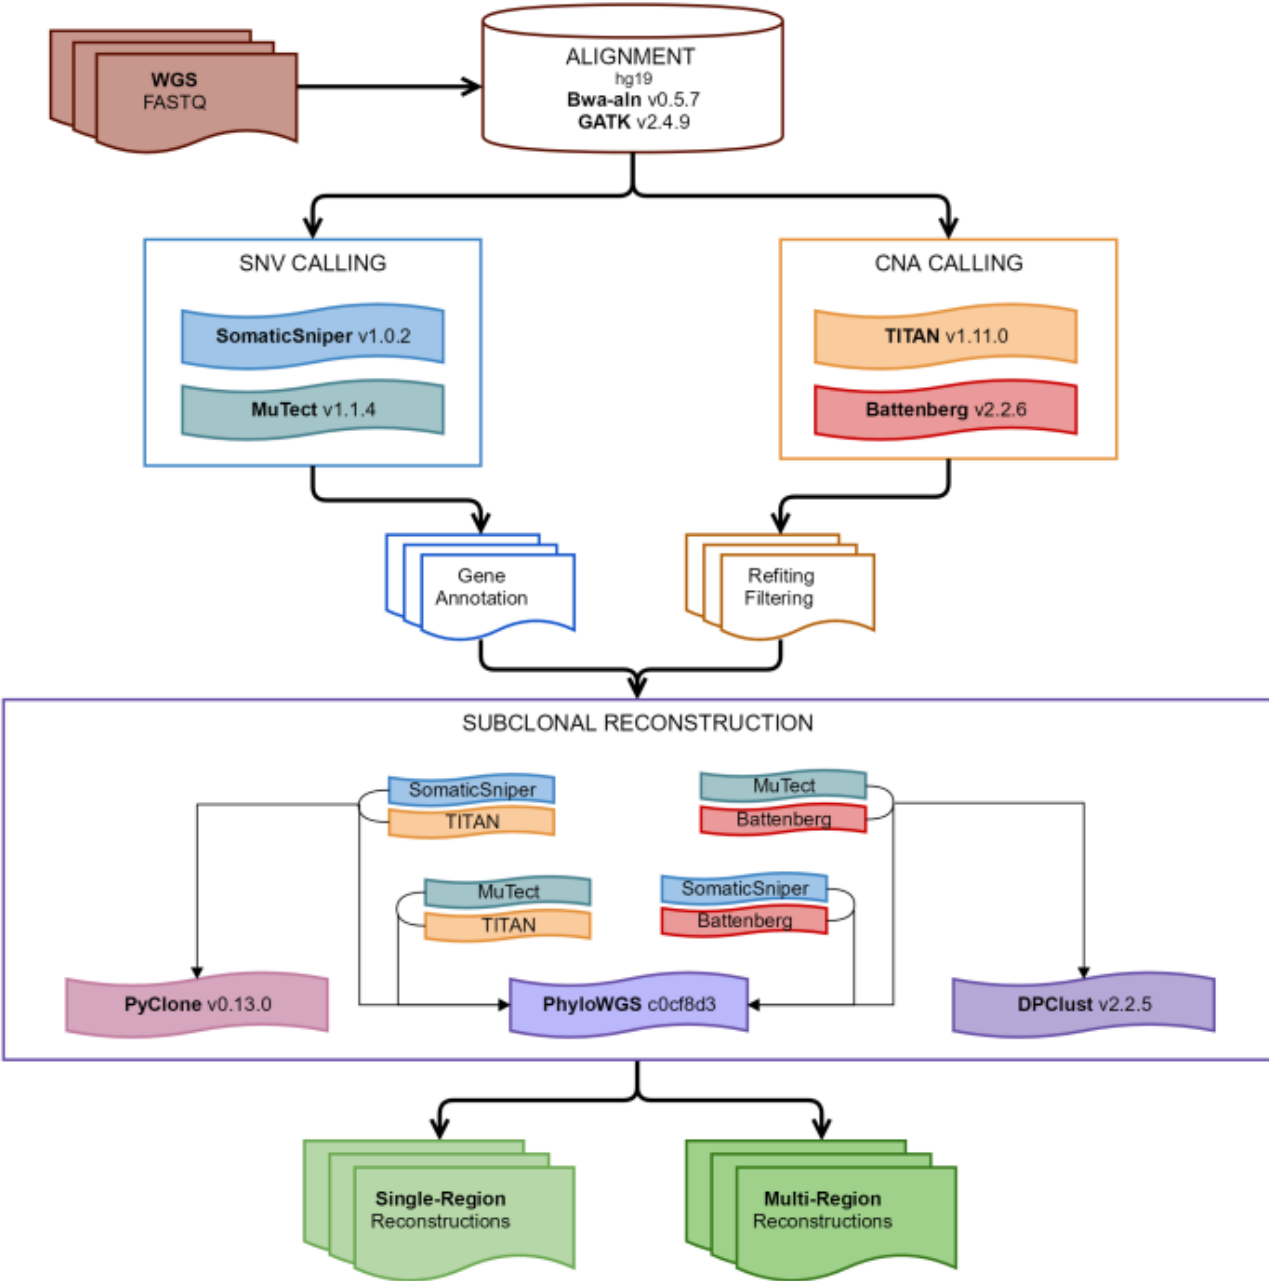 WGS
FASTQ
ALIGNMENT
hg19
Bwa-aln v0.5.7
GATK v2.4.9
SNV CALLING
SomaticSniper v1.0.2
MuTect v1.1.4
CNA CALLING
TITAN v1.11.0
Battenberg v2.2.6
Gene
Annotation
Refiting
Filtering
SUBCLONAL RECONSTRUCTION
SomaticSniper
TITAN
MuTect
Battenberg
MuTect
TITAN
SomaticSniper
Battenberg
PyClone v0.13.0
PhyloWGS c0cf8d3
DPClust v2.2.5
Single-Region
Reconstructions
Multi-Region
Reconstructions